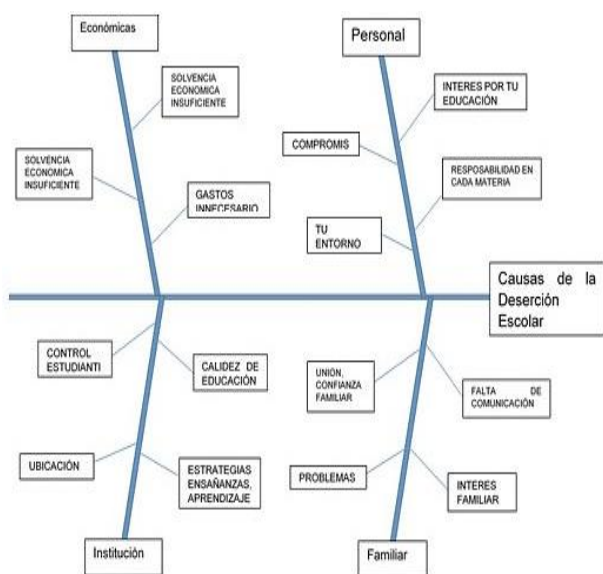 Económicas
Personal
SOLVENCIA
ECONOMICA
INSUFICIENTE
INTERES POR TU
EDUCACIÓN
COMPROMIS
SOLVENCIA
ECONOMICA
INSUFICIENTE
RESPOSABILIDAD EN
CADA MATERIA
GASTOS
INNECESARIO
TU
ENTORNO
Causas de la
Deserción
Escolar
CONTROL
ESTUDIANTI
CALIDEZ DE
EDUCACIÓN
UNIÓN,
CONFIANZA
FAMILIAR
FALTA DE
COMUNICACIÓN
UBICACIÓN
ESTRATEGIAS
ENSAÑANZAS,
APRENDIZAJE
PROBLEMAS
INTERES
FAMILIAR
Institución
Familiar